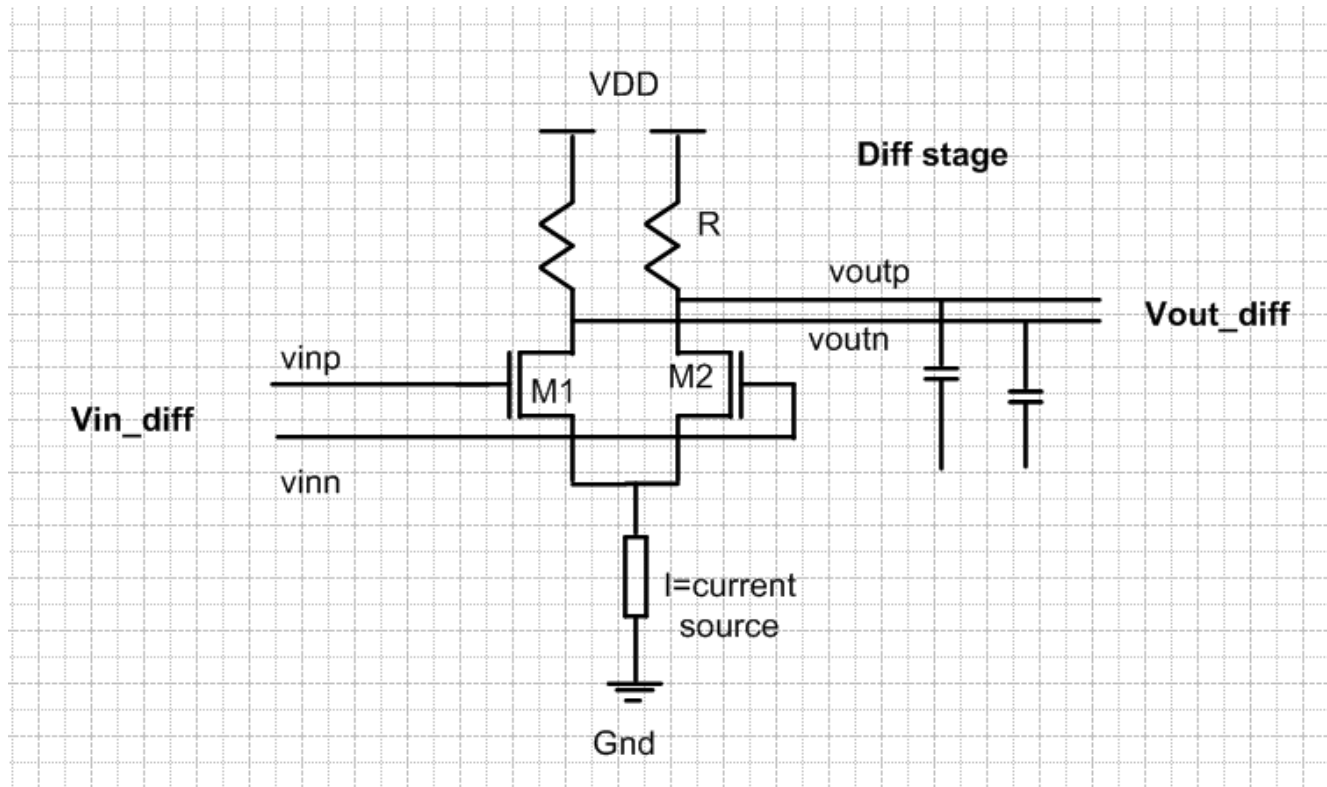 VDD
Diff stage
R
voutp
Vout_diff
voutn
vinp
M1
M2
Vin_diff
vinn
I=current
source
Gnd